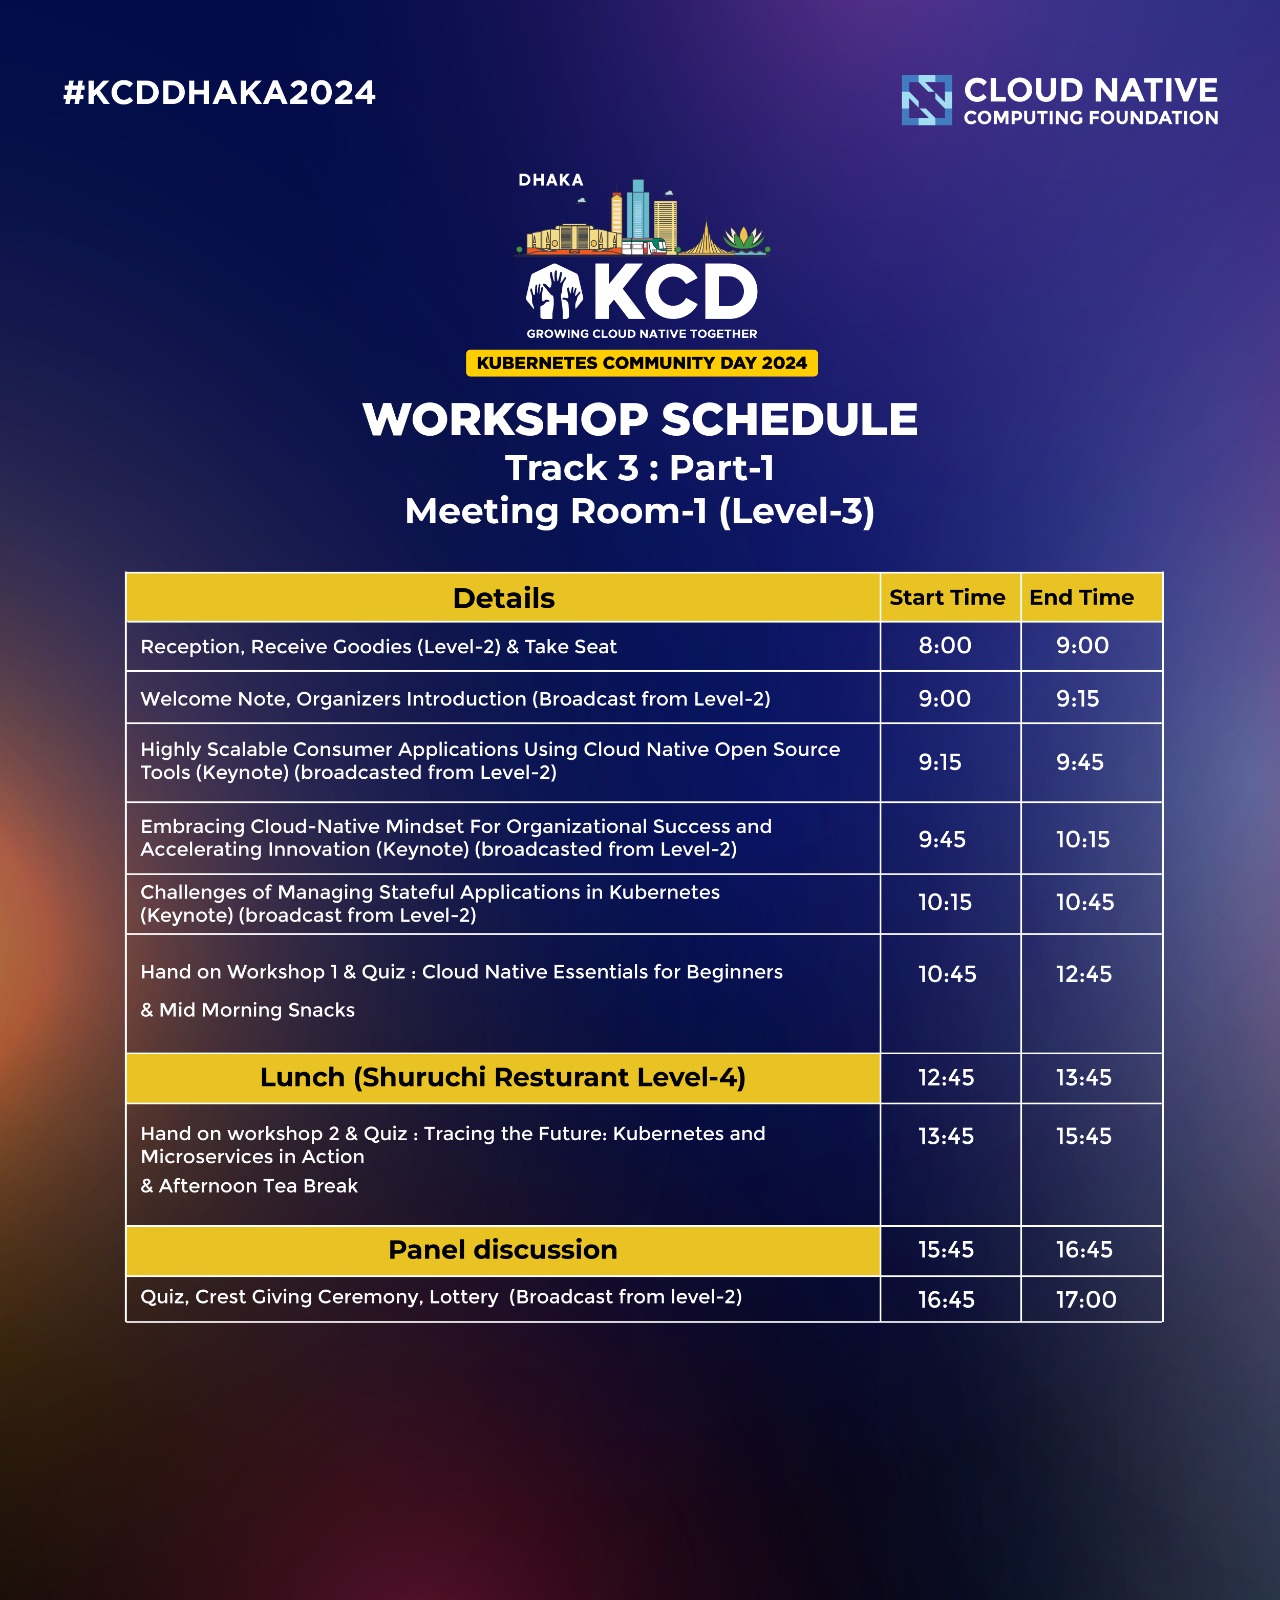 #KCDDHAKA2024
CLOUD NATIVE
COMPUTING FOUNDATION
DHAKA
KCD
GROWING CLOUD NATIVE TOGETHER
KUBERNETES COMMUNITY DAY 2024
WORKSHOP SCHEDULE
Track 3 : Part-1
Meeting Room-1 (Level-3)
Details Start Time End Time
Reception, Receive Goodies (Level-2) & Take Seat 8:00 9:00
Welcome Note, Organizers Introduction (Broadcast from Level-2) 9:00 9:15
Highly Scalable Consumer Applications Using Cloud Native Open Source
Tools (Keynote) (broadcasted from Level-2) 9:15 9:45
Embracing Cloud-Native Mindset For Organizational Success and
Accelerating Innovation (Keynote) (broadcasted from Level-2) 9:45 10:15
Challenges of Managing Stateful Applications in Kubernetes
(Keynote) (broadcast from Level-2) 10:15 10:45
Hand on Workshop 1 & Quiz : Cloud Native Essentials for Beginners 10:45 12:45
& Mid Morning Snacks
Lunch (Shuruchi Resturant Level-4) 12:45 13:45
Hand on workshop 2 & Quiz : Tracing the Future: Kubernetes and 13:45 15:45
Microservices in Action
& Afternoon Tea Break
Panel discussion 15:45 16:45
Quiz, Crest Giving Ceremony, Lottery (Broadcast from level-2) 16:45 17:00